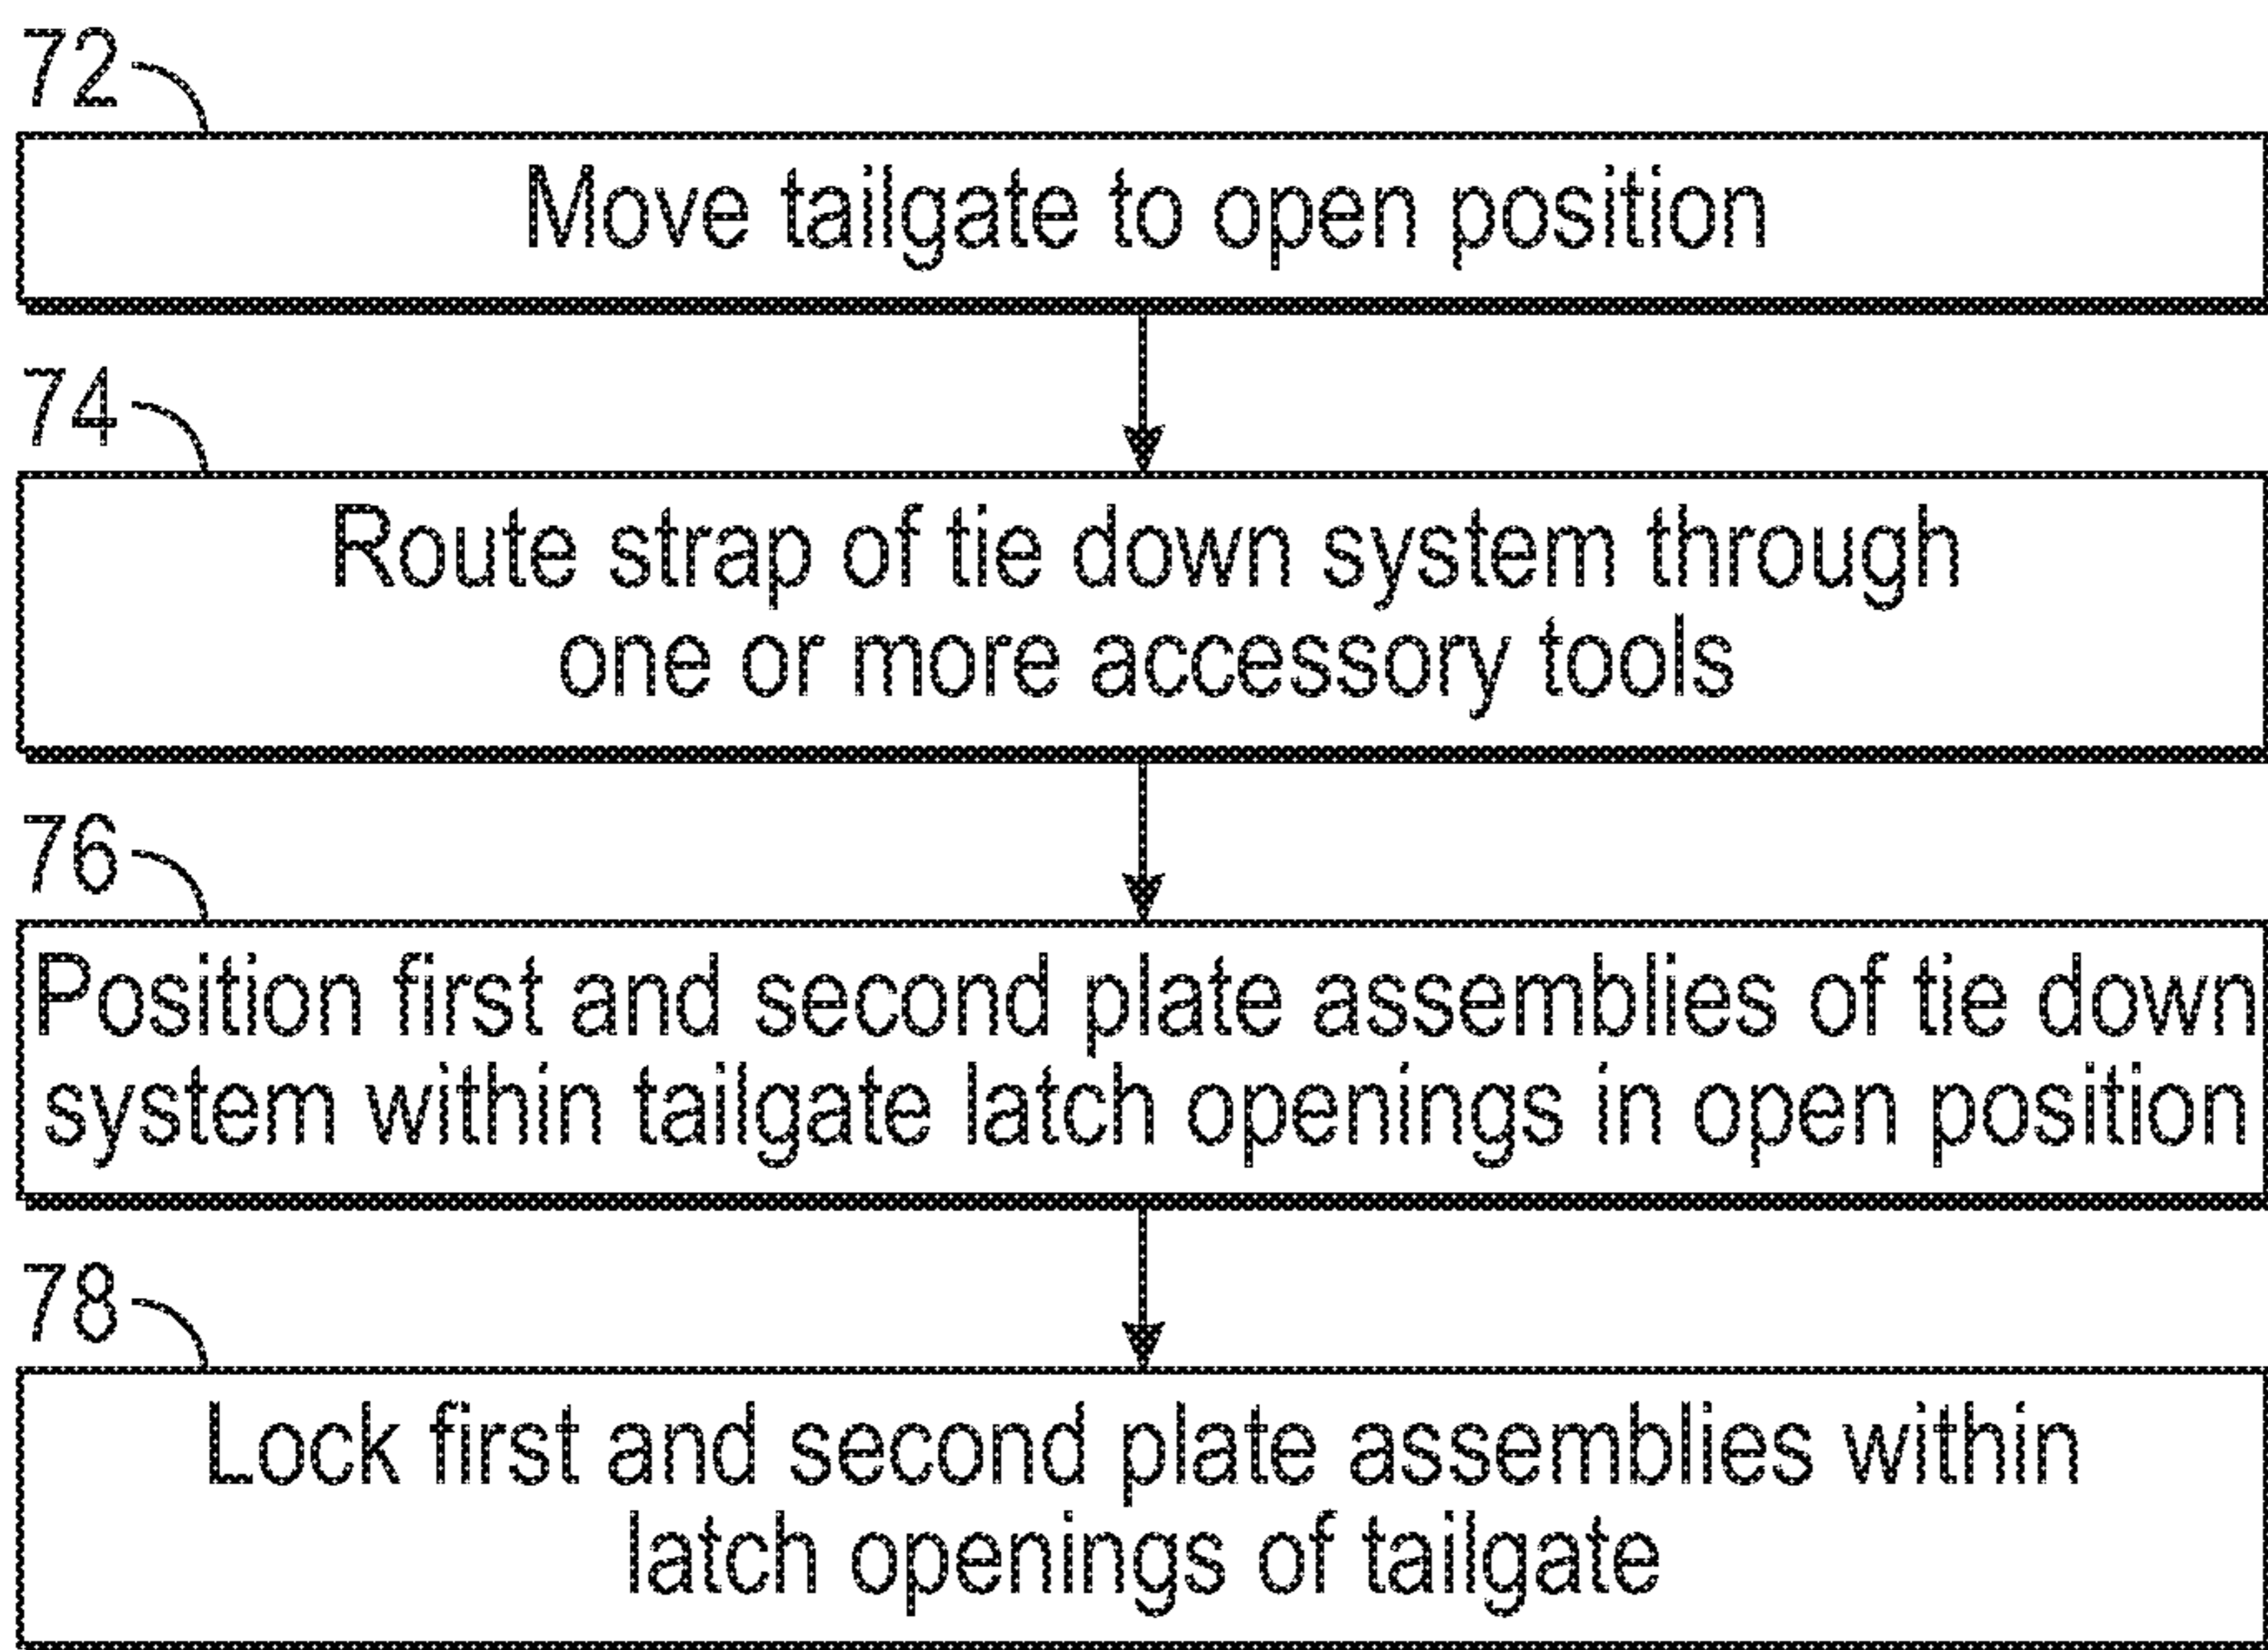 72
Move tailgate to open position
74
Route strap of tie down system through
one or more accessory tools
76
Position first and second plate assemblies of tie down
system within tailgate latch openings in open position
78
Lock first and second plate assemblies within
latch openings of tailgate